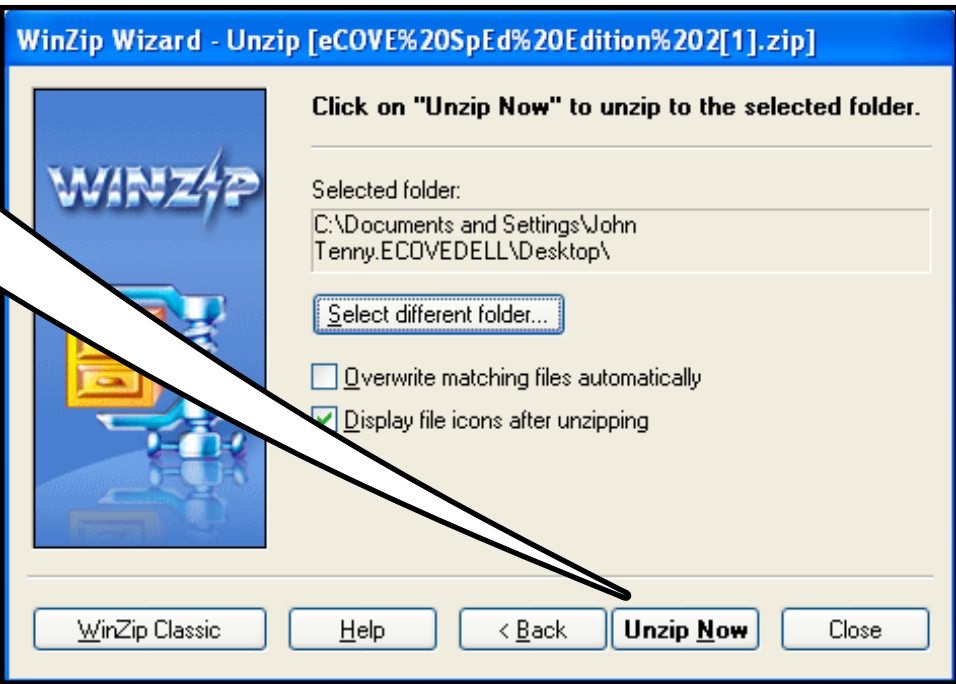 WinZip Wizard - Unzip [eCOVE%20SpEd%20Edition%202[1].zip]
Click on "Unzip Now" to unzip to the selected folder.
WINZIP
Selected folder:
C:\Documents and Settings\John
Tenny.ECOVEDELL\Desktop\
Select different folder...
Overwrite matching files automatically
Display file icons after unzipping
WinZip Classic
Help
< Back
Unzip Now
Close